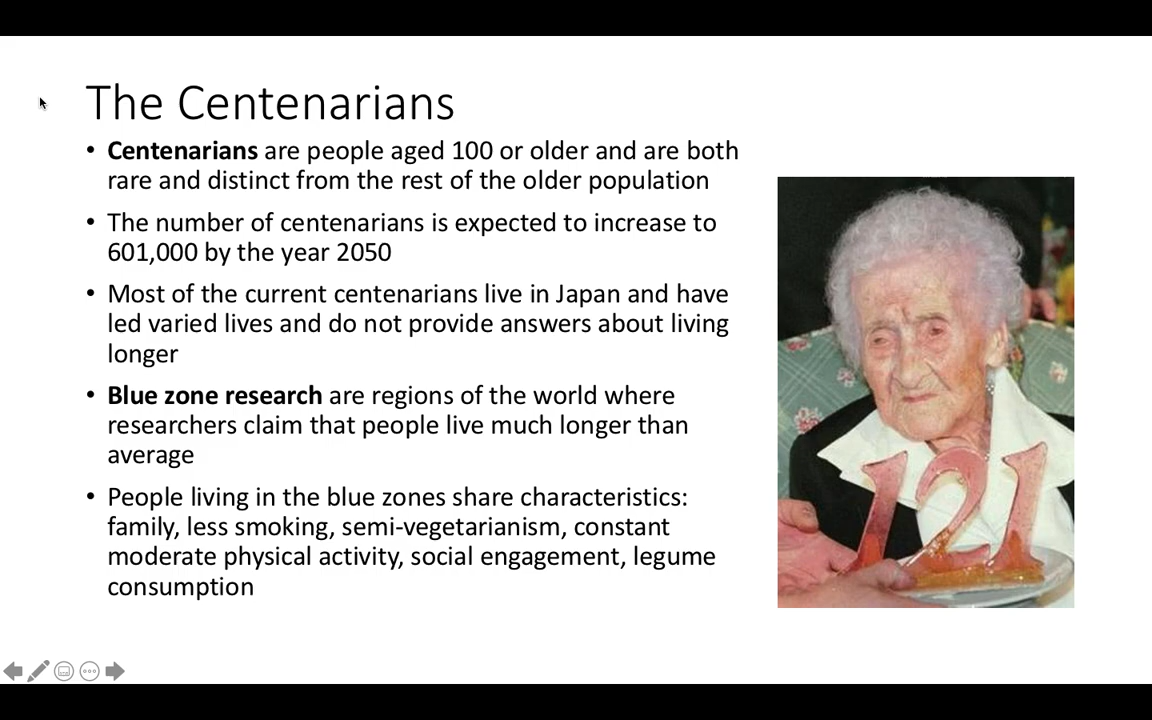 The Centenarians
• Centenarians are people aged 100 or older and are both
rare and distinct from the rest of the older population
• The number of centenarians is expected to increase to
601,000 by the year 2050
• Most of the current centenarians live in Japan and have
led varied lives and do not provide answers about living
longer
• Blue zone research are regions of the world where
researchers claim that people live much longer than
average
• People living in the blue zones share characteristics:
family, less smoking, semi-vegetarianism, constant
moderate physical activity, social engagement, legume
consumption
121